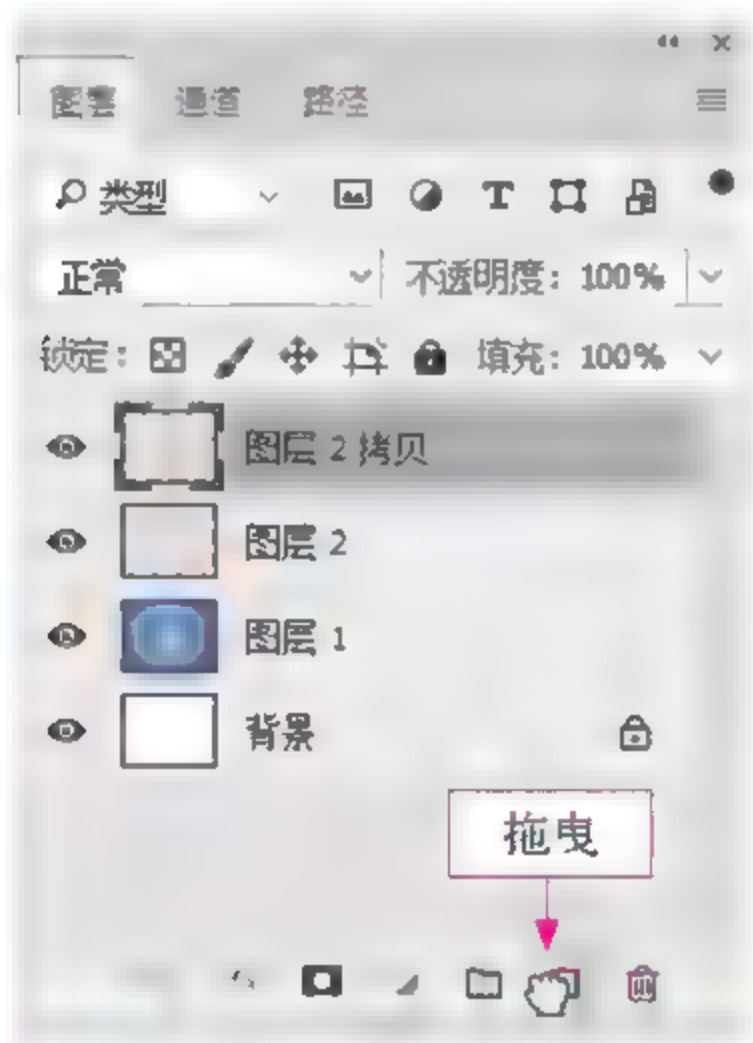 图层 通道 路径
类型 T
正常 不透明度: 100%
锁定: 填充: 100%
图层 2 拷贝
图层 2
图层 1
背景
拖曳